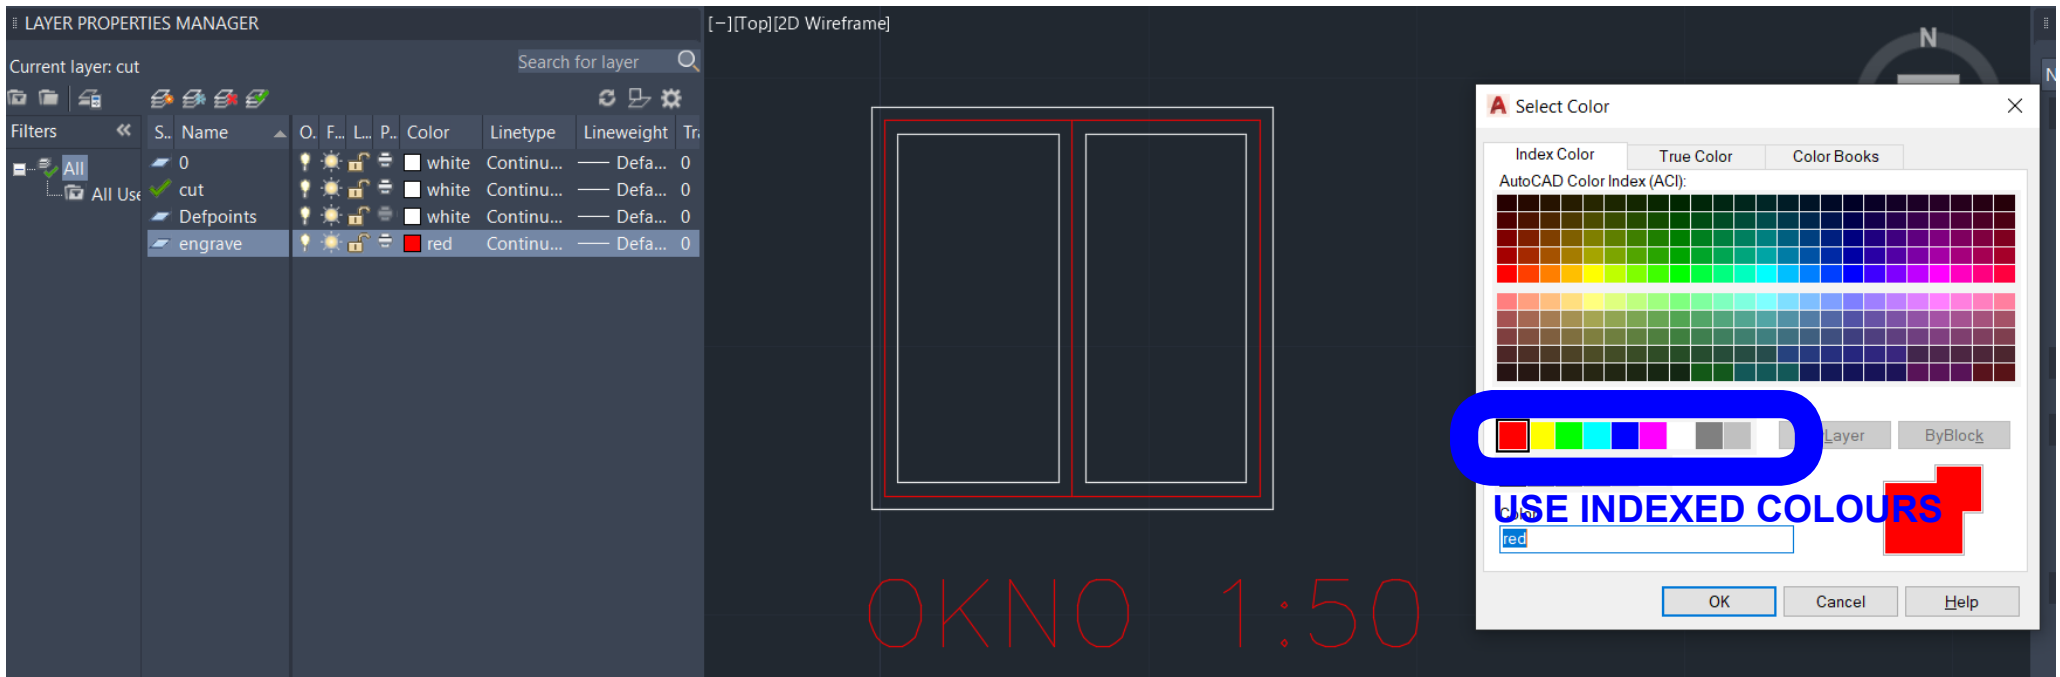 LAYER PROPERTIES MANAGER
Current layer: cut
Search for layer
Filters
S.. Name O. F... L... P.. Color Linetype Lineweight
All
All
0 white Continu... Defa... 0
cut white Continu... Defa... 0
Defpoints white Continu... Defa... 0
engrave red Continu... Defa... 0
[−][Top][2D Wireframe]
OKNO 1:50
N
Select Color
Index Color True Color Color Books
AutoCAD Color Index (ACI):
Layer ByBlock
USE INDEXED COLOURS
red
OK Cancel Help
N